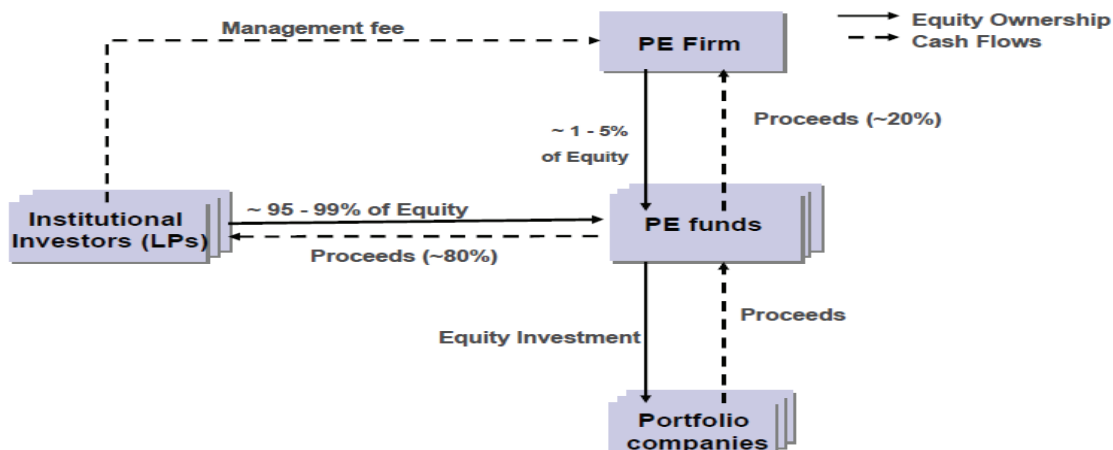 Management fee
PE Firm
Equity Ownership
Cash Flows
~ 1 - 5%
of Equity
Proceeds (~20%)
Institutional
Investors (LPs)
~ 95 - 99% of Equity
Proceeds (~80%)
PE funds
Equity Investment
Proceeds
Portfolio
companies